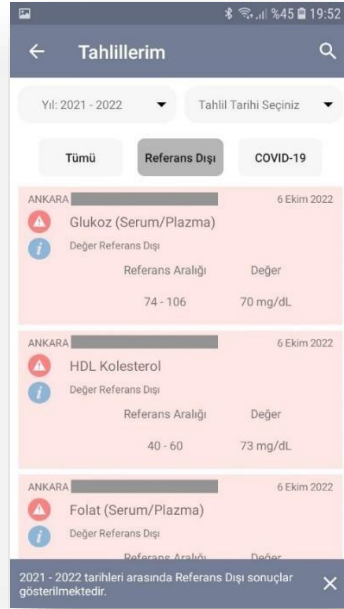 %45 19:52
Tahlillerim
Yıl: 2021 - 2022 Tahlil Tarihi Seçiniz
Tümü Referans Dışı COVID-19
ANKARA 6 Ekim 2022
Glukoz (Serum/Plazma)
Değer Referans Dışı
Referans Aralığı Değer
74 - 106 70 mg/dL
ANKARA 6 Ekim 2022
HDL Kolesterol
Değer Referans Dışı
Referans Aralığı Değer
40 - 60 73 mg/dL
ANKARA 6 Ekim 2022
Folat (Serum/Plazma)
Değer Referans Dışı
Referans Aralığı Değer
2021 - 2022 tarihleri arasında Referans Dışı sonuçlar
gösterilmektedir.